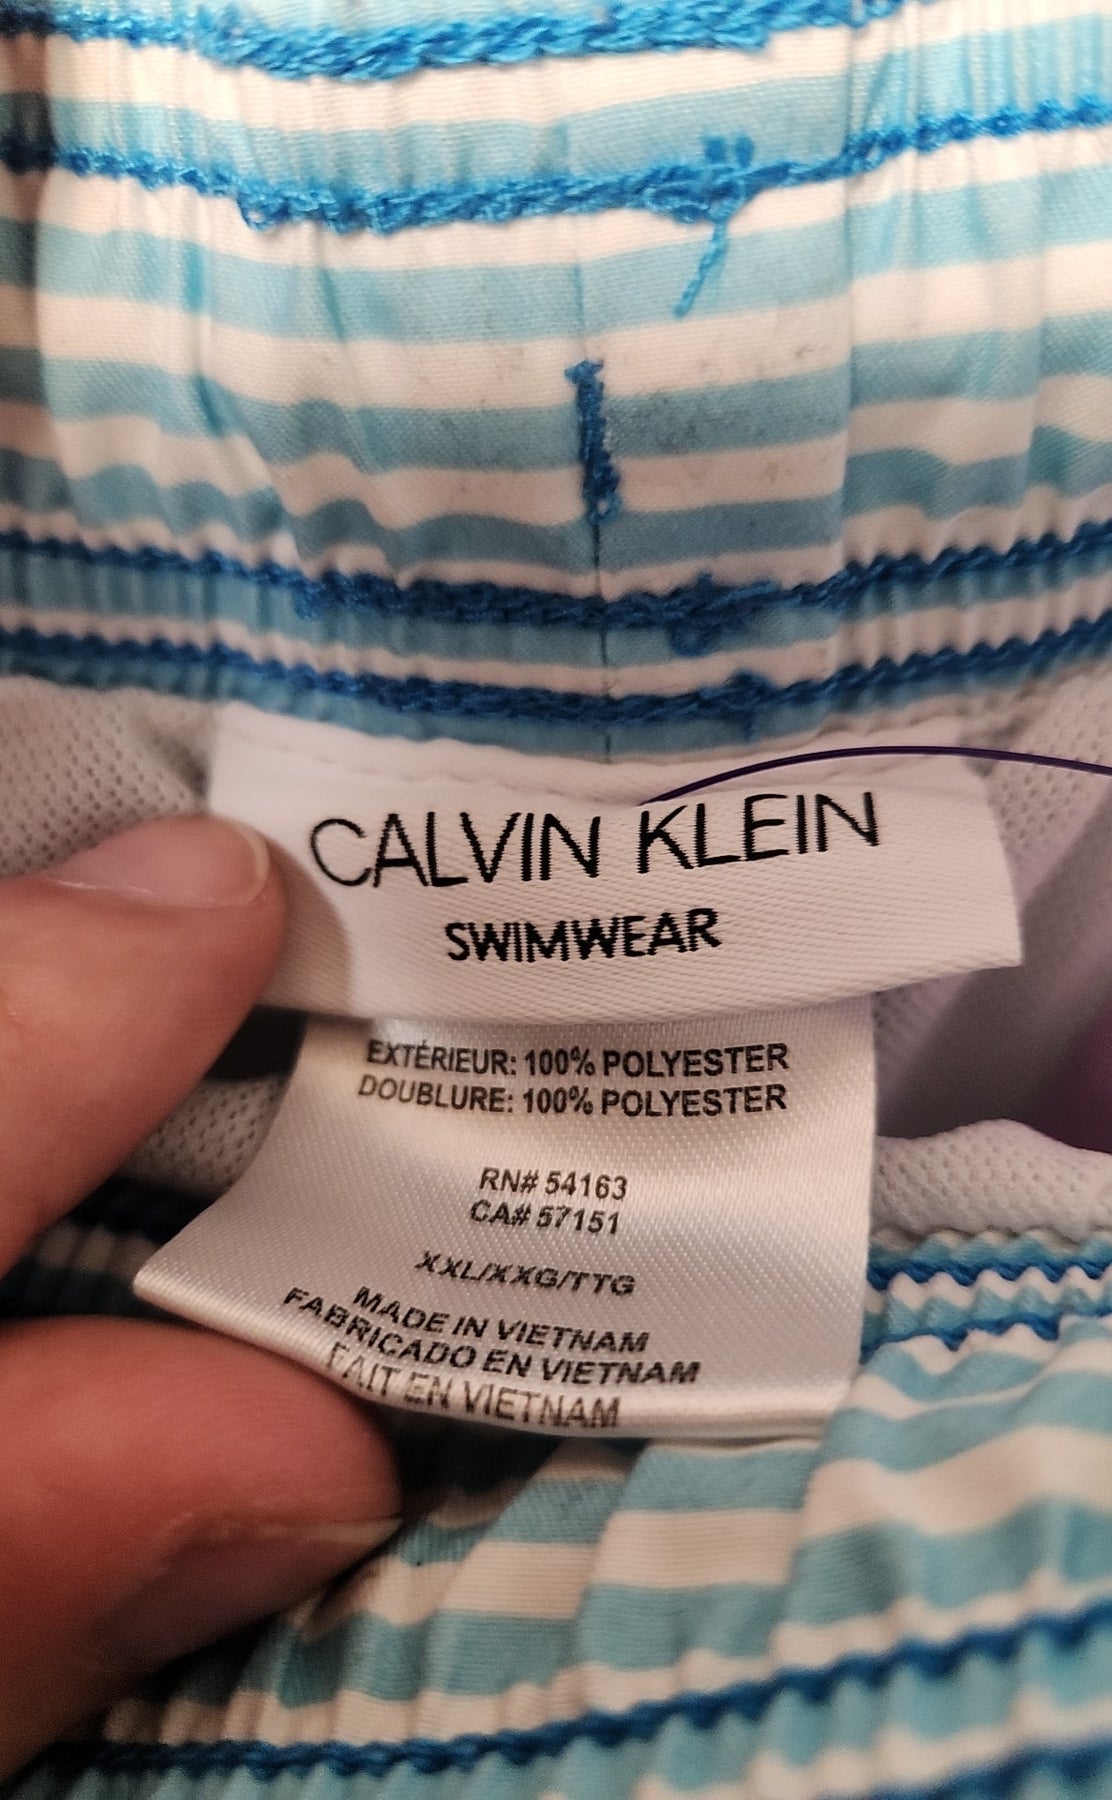 CALVIN KLEIN
SWIMWEAR
EXTÉRIEUR: 100% POLYESTER
DOUBLURE: 100% POLYESTER
RN# 54163
CA# 57151
XXL/XXG/TTG
MADE IN VIETNAM
FABRICADO EN VIETNAM
FAIT EN VIETNAM